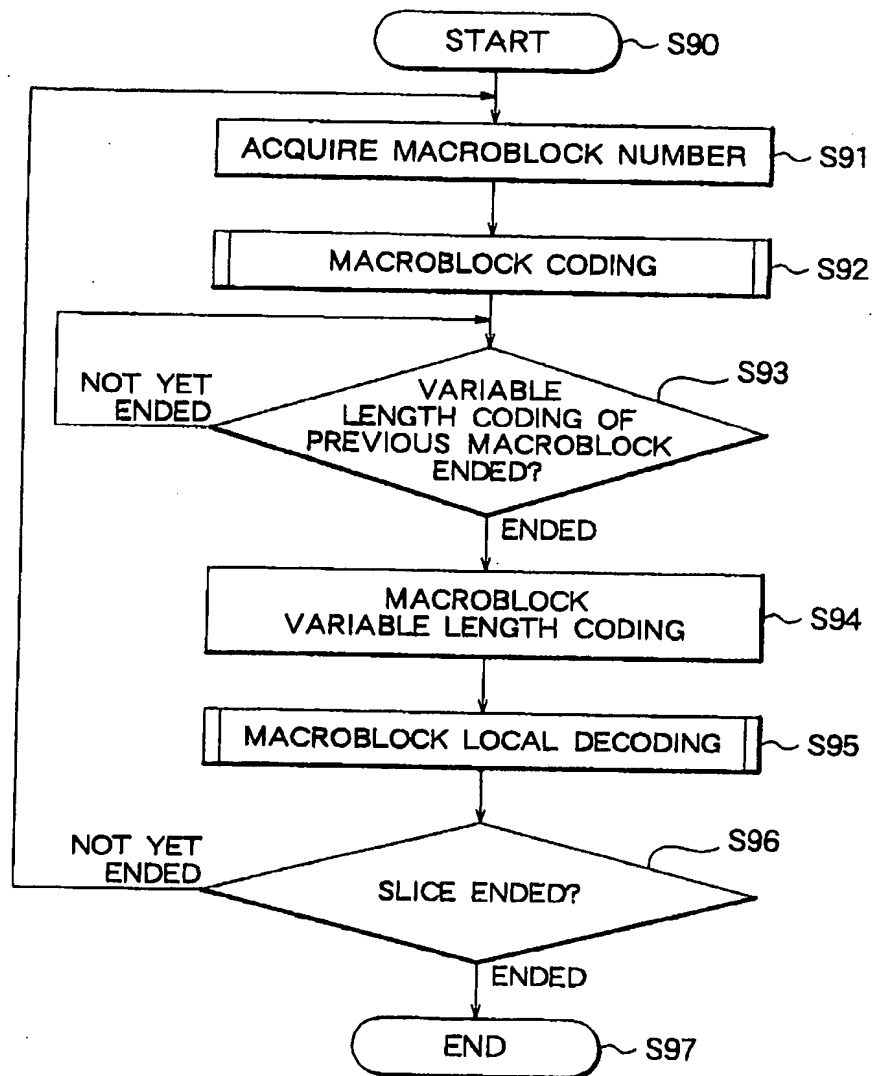 START
S90
ACQUIRE MACROBLOCK NUMBER
S91
MACROBLOCK CODING
S92
NOT YET
ENDED
VARIABLE
LENGTH CODING OF
PREVIOUS MACROBLOCK
ENDED?
S93
ENDED
MACROBLOCK
VARIABLE LENGTH CODING
S94
MACROBLOCK LOCAL DECODING
S95
NOT YET
ENDED
SLICE ENDED?
S96
ENDED
END
S97